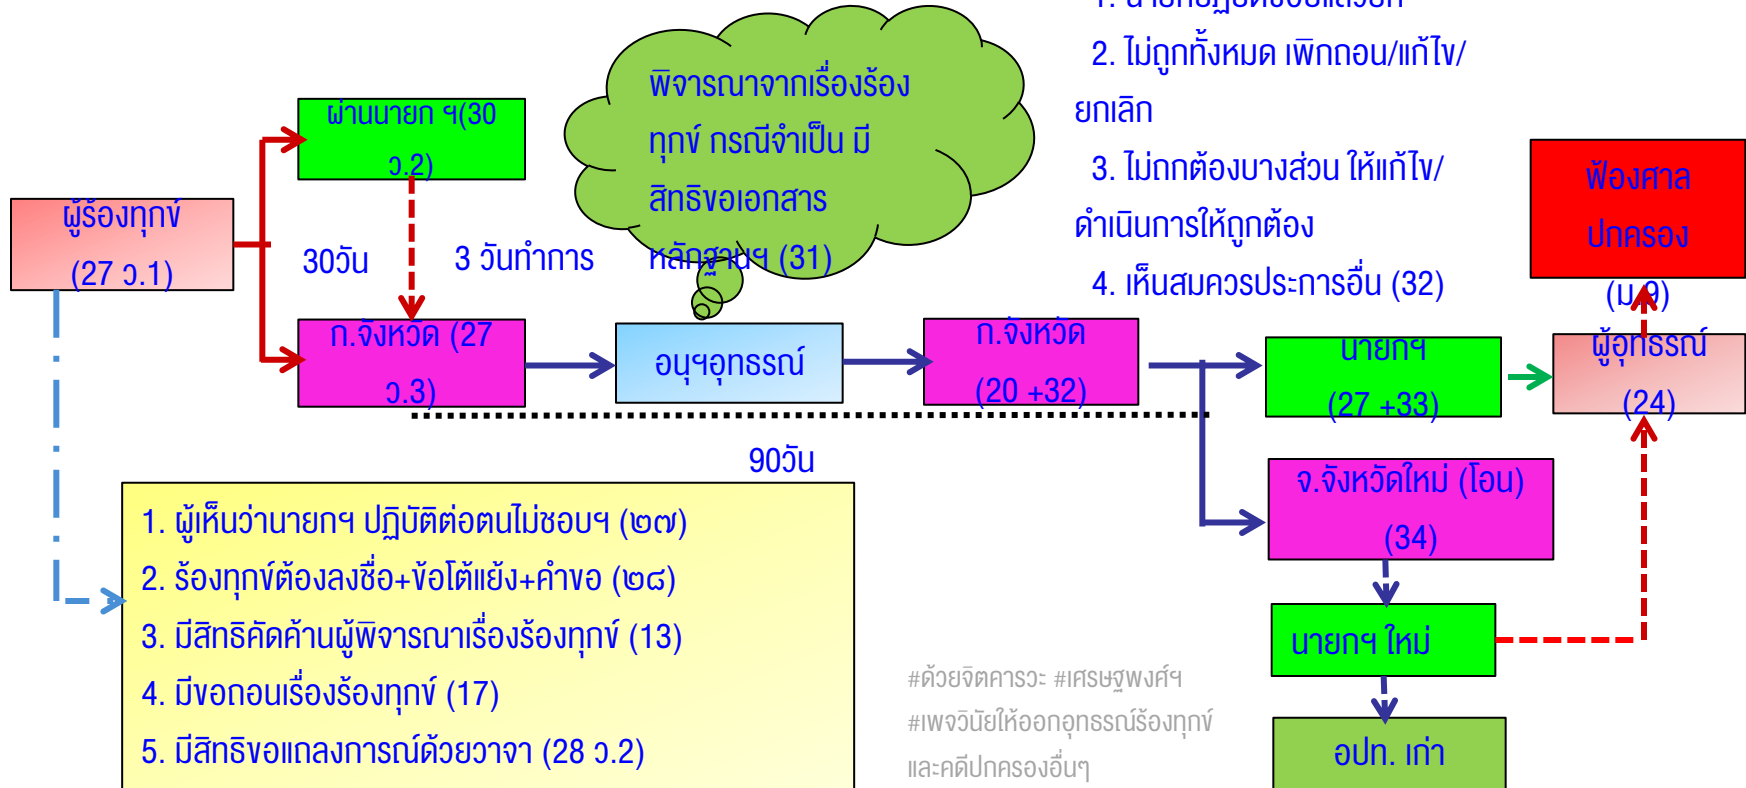 2. ไม่ถูกทั้งหมด เพิกถอน/แก้ไข/
ยกเลิก
3. ไม่ถกต้องบางส่วน ให้แก้ไข/
ดำเนินการให้ถูกต้อง
4. เห็นสมควรประการอื่น (32)
พิจารณาจากเรื่องร้อง
ทุกข์ กรณีจำเป็น มี
สิทธิขอเอกสาร
หลักฐานฯ (31)
ผ่านนายก ฯ(30
ว.2)
ผู้ร้องทุกข์
(27 ว.1)
30วัน
3 วันทำการ
ก.จังหวัด (27
ว.3)
อนุฯอุทธรณ์
ก.จังหวัด
(20 +32)
นายกฯ
(27 +33)
ฟ้องศาล
ปกครอง
(ม.9)
ผู้อุทธรณ์
(24)
90วัน
จ.จังหวัดใหม่ (โอน)
(34)
นายกฯ ใหม่
อปท. เก่า
1. ผู้เห็นว่านายกฯ ปฏิบัติต่อตนไม่ชอบฯ (๒๗)
2. ร้องทุกข์ต้องลงชื่อ+ข้อโต้แย้ง+คำขอ (๒๘)
3. มีสิทธิคัดค้านผู้พิจารณาเรื่องร้องทุกข์ (13)
4. มีขอถอนเรื่องร้องทุกข์ (17)
5. มีสิทธิขอแถลงการณ์ด้วยวาจา (28 ว.2)
#ด้วยจิตคารวะ #เศรษฐพงศ์ฯ
#เพจวินัยให้ออกอุทธรณ์ร้องทุกข์
และคดีปกครองอื่นๆ